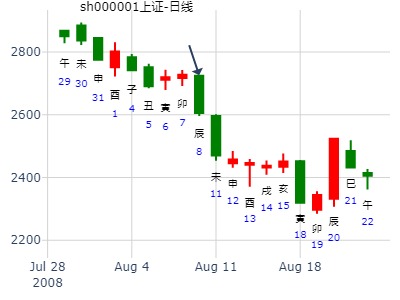 sh000001上证-日线
2800
2600
2400
2200
午
29
未
30
申
31
酉
1
子
4
丑
5
寅
6
卯
7
辰
8
未
11
申
12
酉
13
戌
14
亥
15
寅
18
卯
19
辰
20
巳
21
午
22
Jul 28
2008
Aug 4
Aug 11
Aug 18